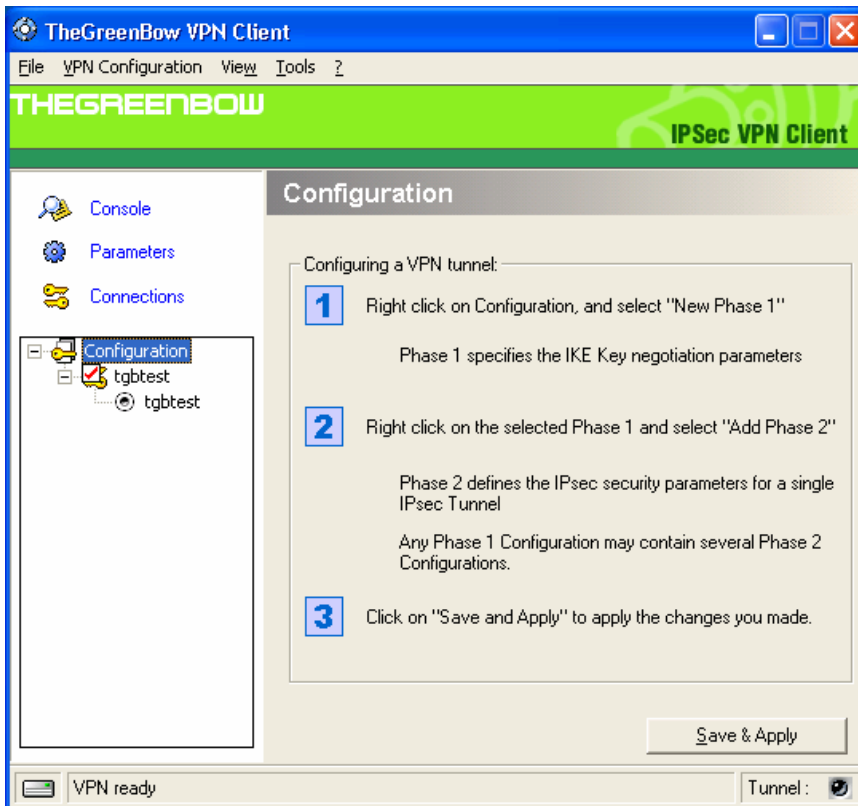 TheGreenBow VPN Client
File VPN Configuration View Tools ?
THEGREENBOW
IPSec VPN Client
Console
Parameters
Connections
Configuration
tgbtest
tgbtest
Configuration
Configuring a VPN tunnel:
1 Right click on Configuration, and select "New Phase 1"
Phase 1 specifies the IKE Key negotiation parameters
2 Right click on the selected Phase 1 and select "Add Phase 2"
Phase 2 defines the IPsec security parameters for a single
IPsec Tunnel
Any Phase 1 Configuration may contain several Phase 2
Configurations.
3 Click on "Save and Apply" to apply the changes you made.
Save & Apply
VPN ready
Tunnel :